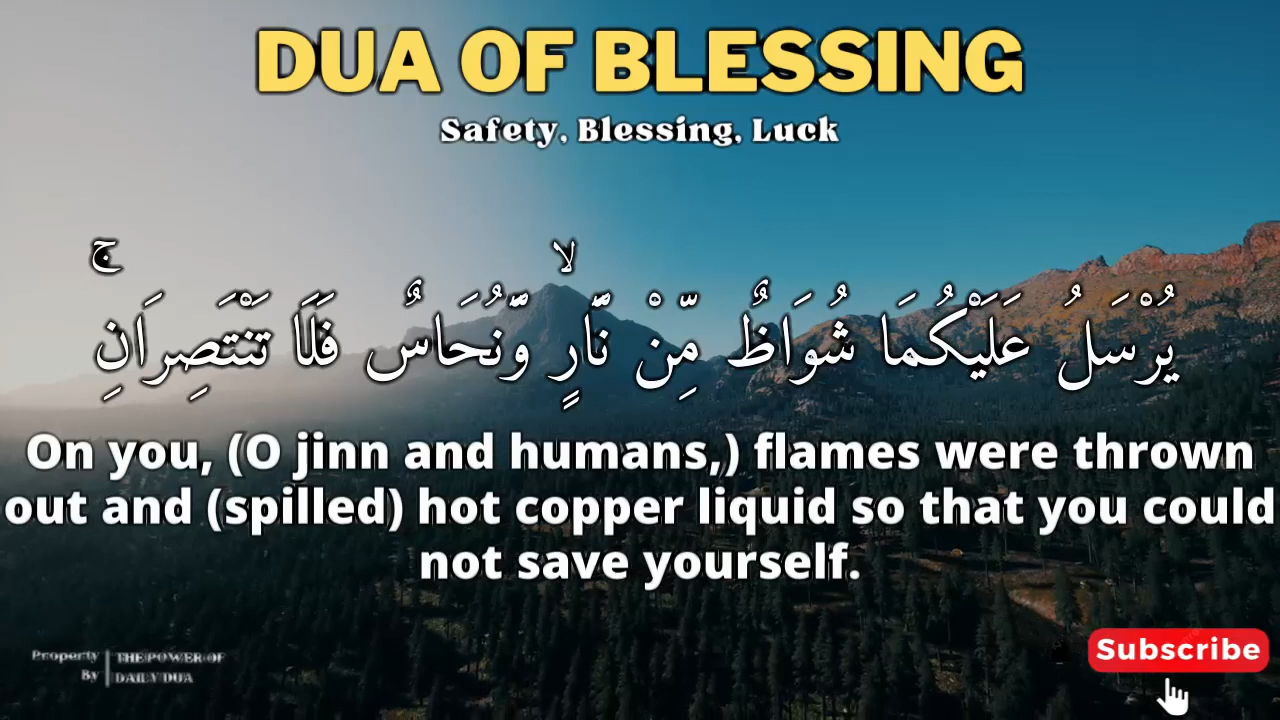 DUA OF BLESSING
Safety, Blessing, Luck
يُرْسَلُ عَلَيْكُمَا شُوَاظٌ مِّنْ نَّارٍ ۙ وَّنُحَاسٌ فَلَا تَنْتَصِرَانِۚ
On you, (O jinn and humans,) flames were thrown
out and (spilled) hot copper liquid so that you could
not save yourself.
Property By | THE POWER OF DAILY DUA
Subscribe